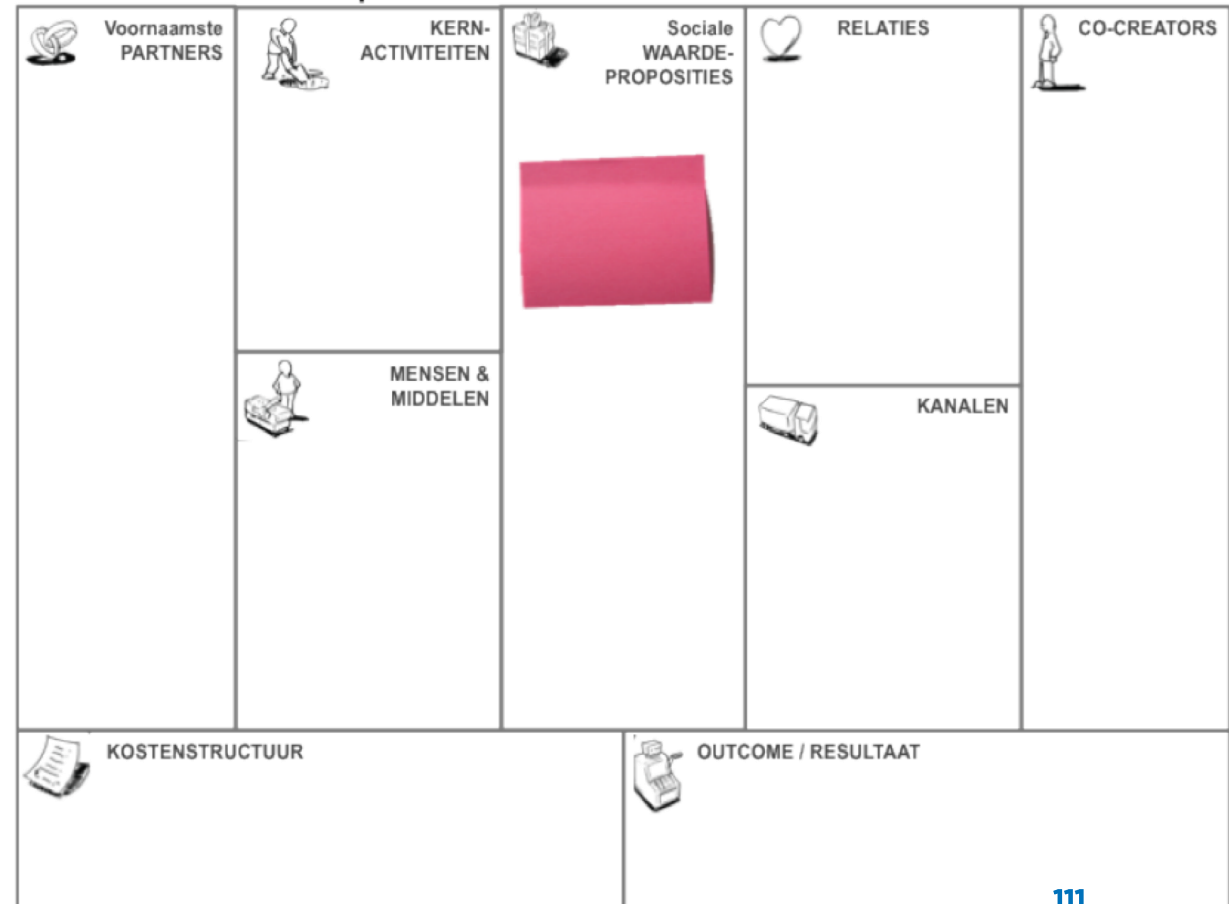 Voornaamste
PARTNERS
KERN-
ACTIVITEITEN
Sociale
WAARDE-
PROPOSITIES
RELATIES
CO-CREATORS
MENSEN &
MIDDELEN
KANALEN
KOSTENSTRUCTUUR
OUTCOME / RESULTAAT
111